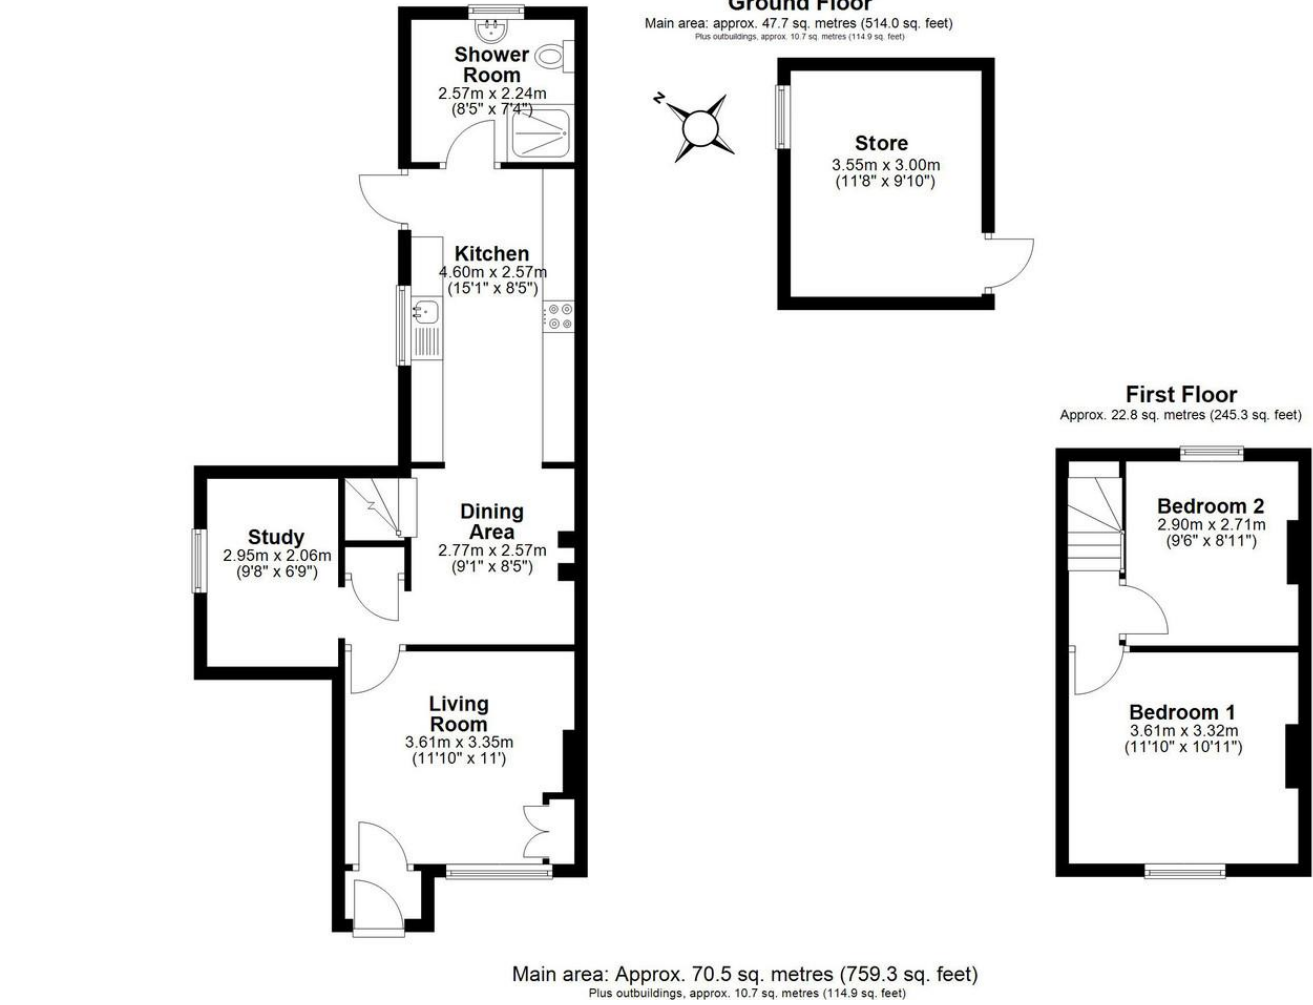 Ground Floor
Main area: approx. 47.7 sq. metres (514.0 sq. feet)
Plus outbuildings, approx. 10.7 sq. metres (114.9 sq. feet)
Shower
Room
2.57m x 2.24m
(8'5" x 7'4")
N
Store
3.55m x 3.00m
(11'8" x 9'10")
Kitchen
4.60m x 2.57m
(15'1" x 8'5")
First Floor
Approx. 22.8 sq. metres (245.3 sq. feet)
Dining
Area
2.77m x 2.57m
(9'1" x 8'5")
Study
2.95m x 2.06m
(9'8" x 6'9")
Bedroom 2
2.90m x 2.71m
(9'6" x 8'11")
Living
Room
3.61m x 3.35m
(11'10" x 11')
Bedroom 1
3.61m x 3.32m
(11'10" x 10'11")
Main area: Approx. 70.5 sq. metres (759.3 sq. feet)
Plus outbuildings, approx. 10.7 sq. metres (114.9 sq. feet)